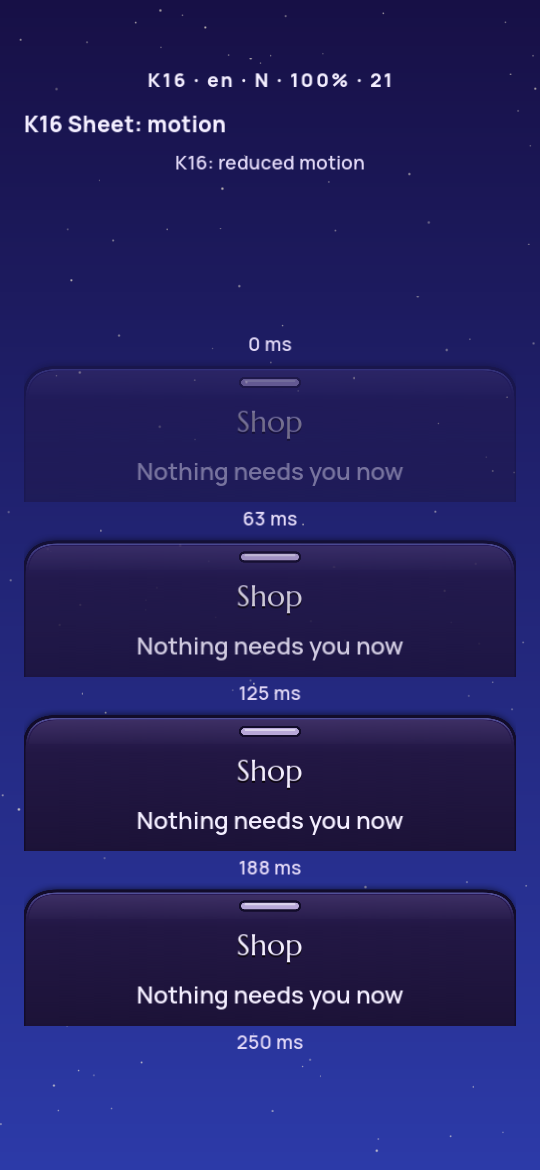 K16 · en · N · 100% · 21
K16 Sheet: motion
K16: reduced motion
0 ms
Shop
Nothing needs you now
63 ms
Shop
Nothing needs you now
125 ms
Shop
Nothing needs you now
188 ms
Shop
Nothing needs you now
250 ms